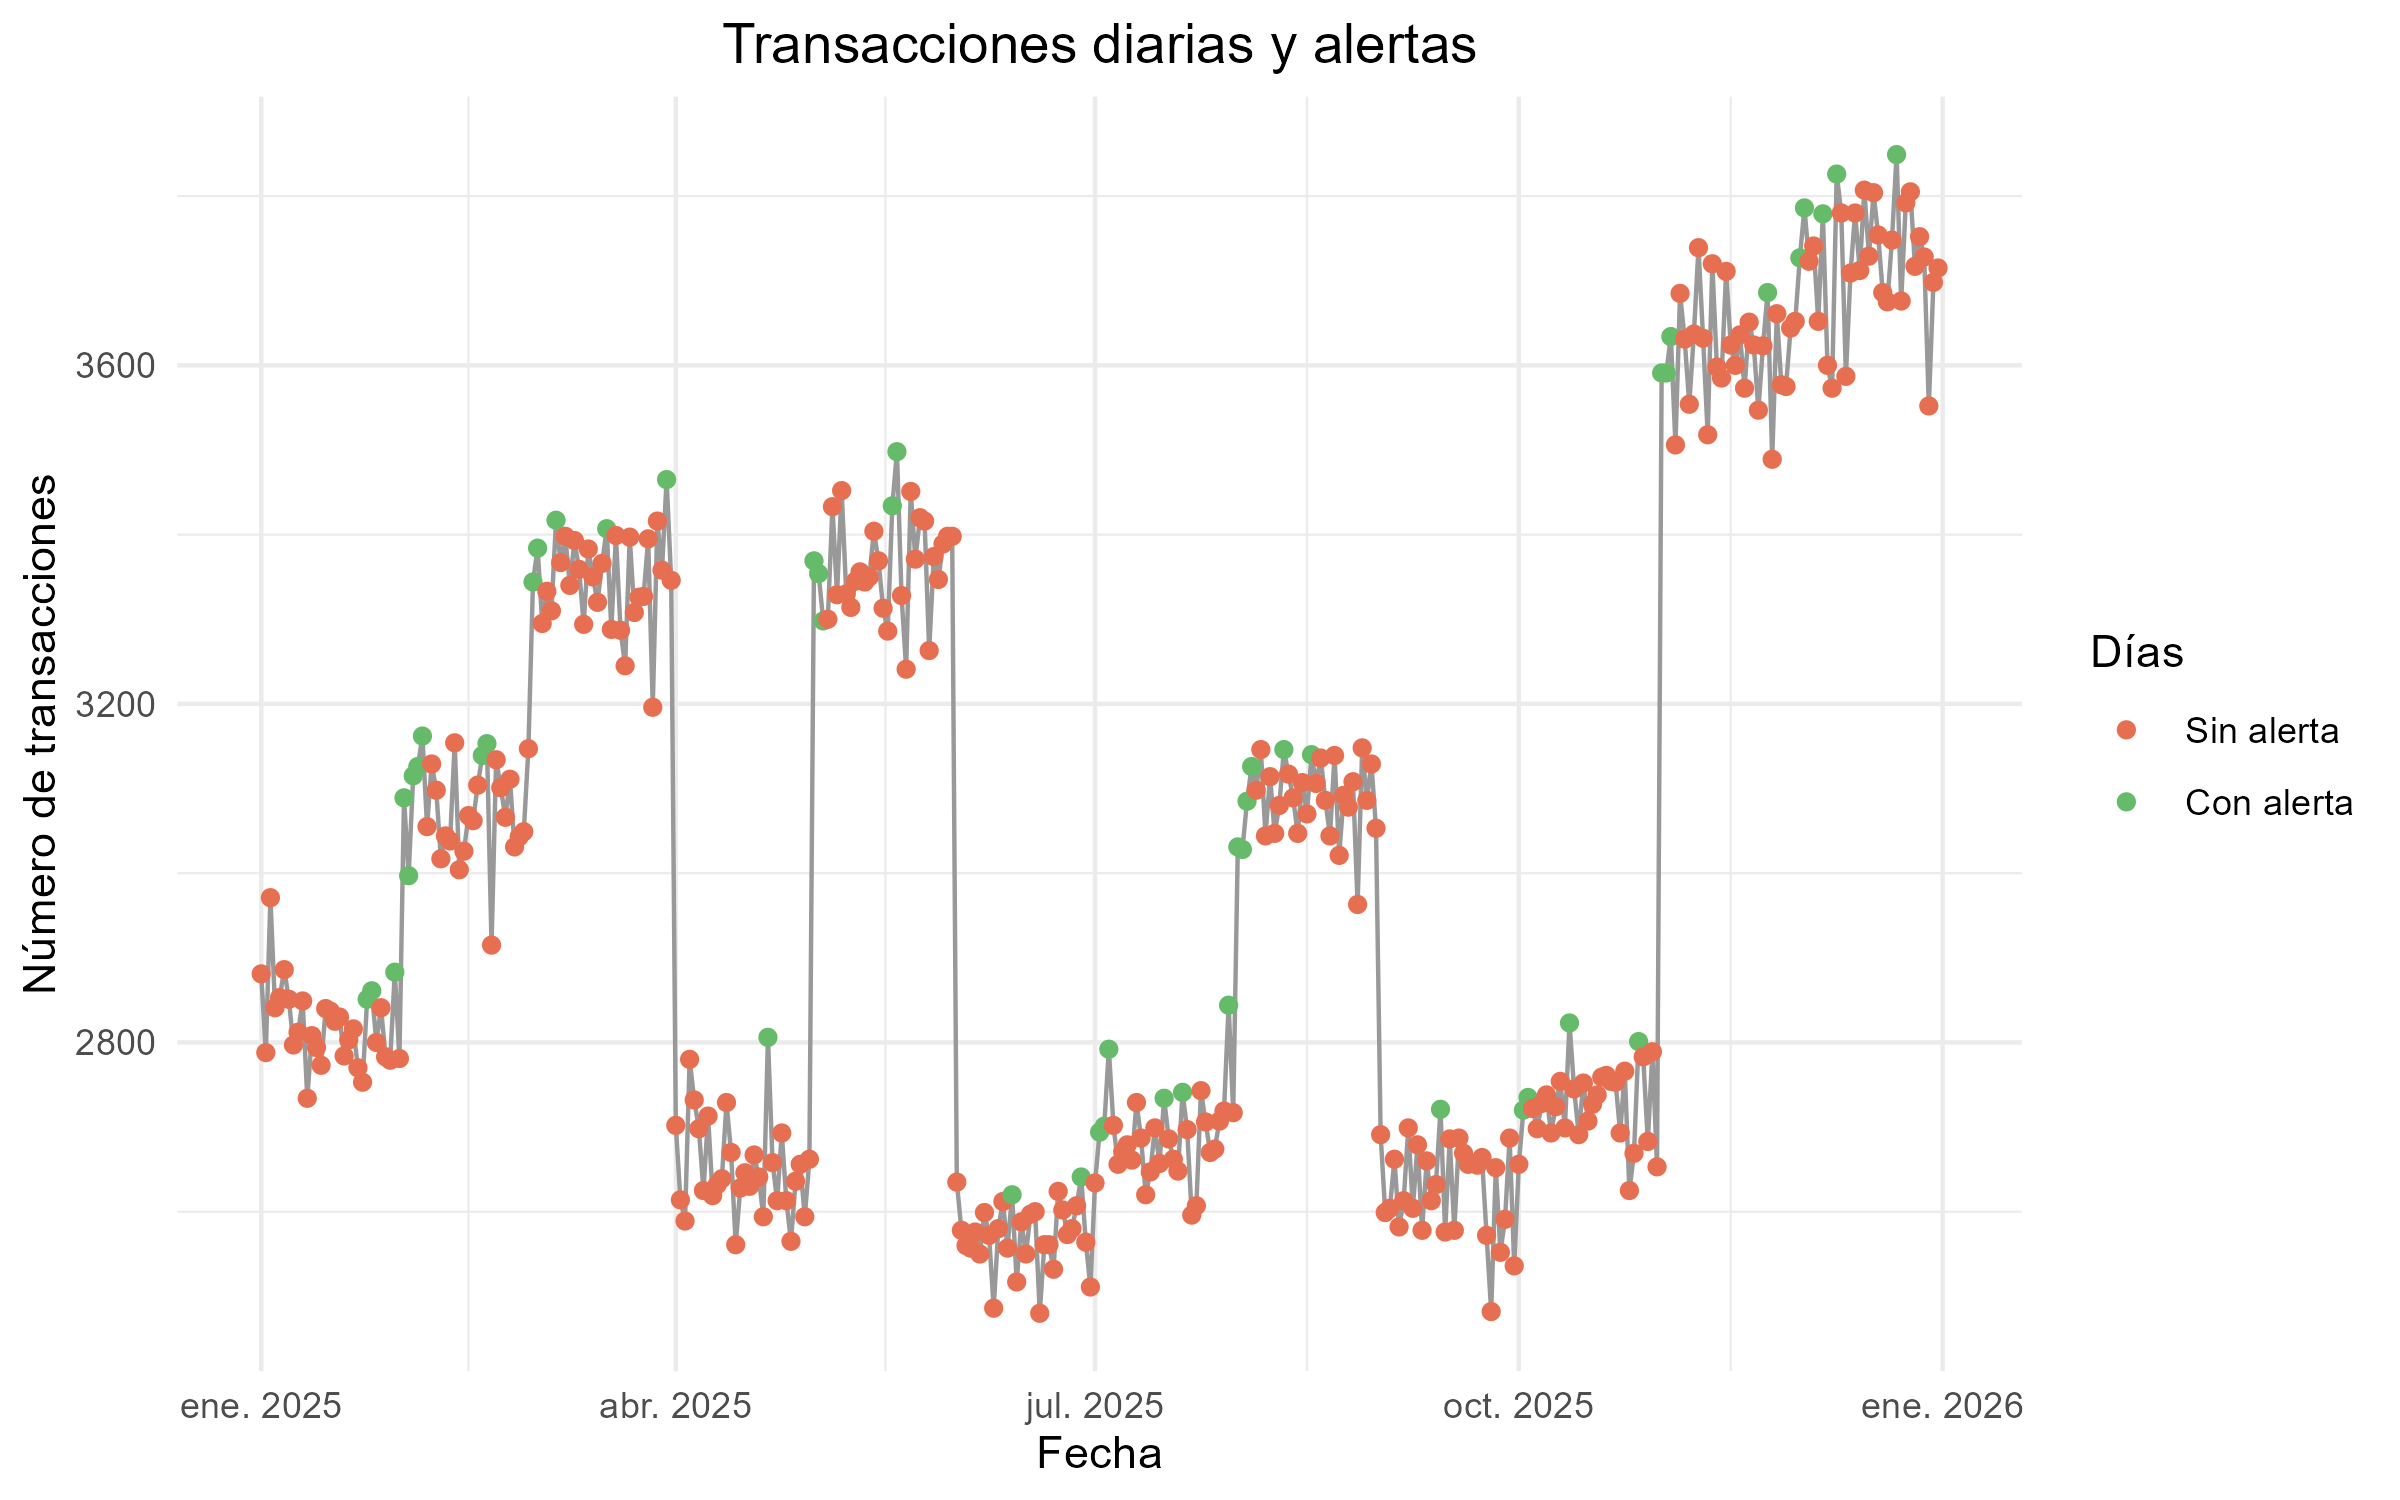 Transacciones diarias y alertas
Número de transacciones
3600
3200
2800
ene. 2025
abr. 2025
jul. 2025
oct. 2025
ene. 2026
Fecha
Días
Sin alerta
Con alerta